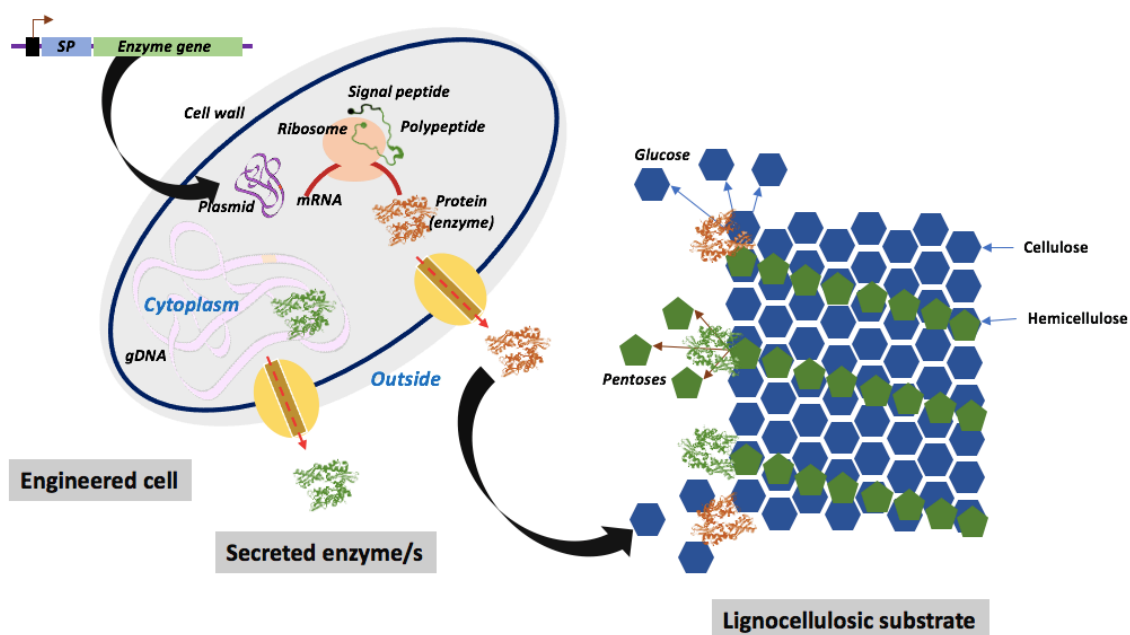 SP
Enzyme gene
Signal peptide
Cell wall
Ribosome
Polypeptide
Plasmid
mRNA
Protein
(enzyme)
Cytoplasm
gDNA
Outside
Engineered cell
Secreted enzyme/s
Glucose
Cellulose
Hemicellulose
Pentoses
Lignocellulosic substrate